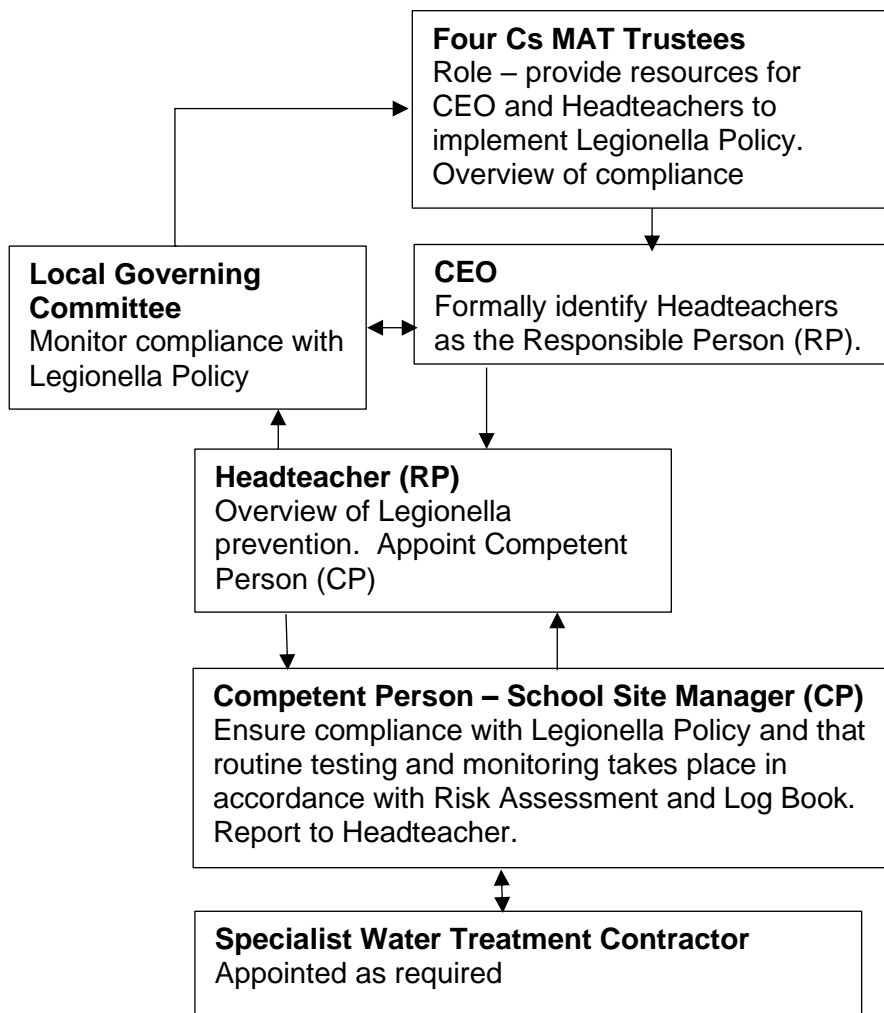 Four Cs MAT Trustees
Role – provide resources for
CEO and Headteachers to
implement Legionella Policy.
Overview of compliance
Local Governing
Committee
Monitor compliance with
Legionella Policy
CEO
Formally identify Headteachers
as the Responsible Person (RP).
Headteacher (RP)
Overview of Legionella
prevention.  Appoint Competent
Person (CP)
Competent Person – School Site Manager (CP)
Ensure compliance with Legionella Policy and that
routine testing and monitoring takes place in
accordance with Risk Assessment and Log Book.
Report to Headteacher.
Specialist Water Treatment Contractor
Appointed as required